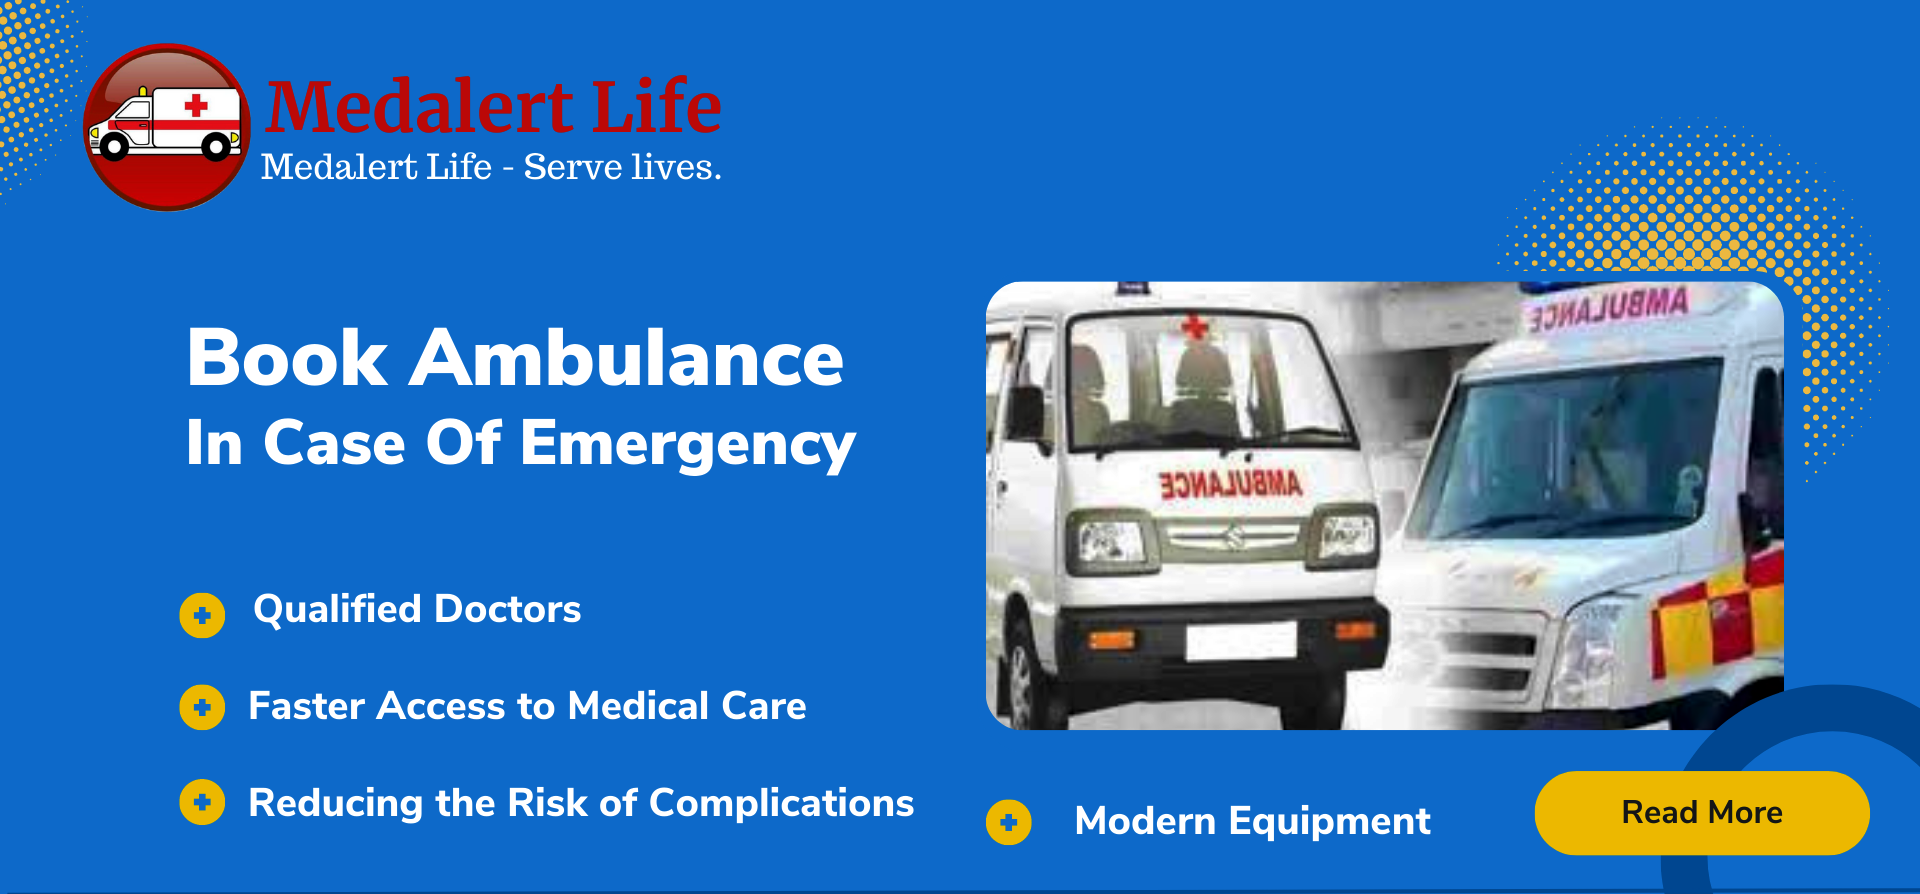 Medalert Life
Medalert Life - Serve lives.
Book Ambulance
In Case Of Emergency
AMBULANCE
AMBULANCE
Qualified Doctors
Faster Access to Medical Care
Reducing the Risk of Complications
Modern Equipment
Read More